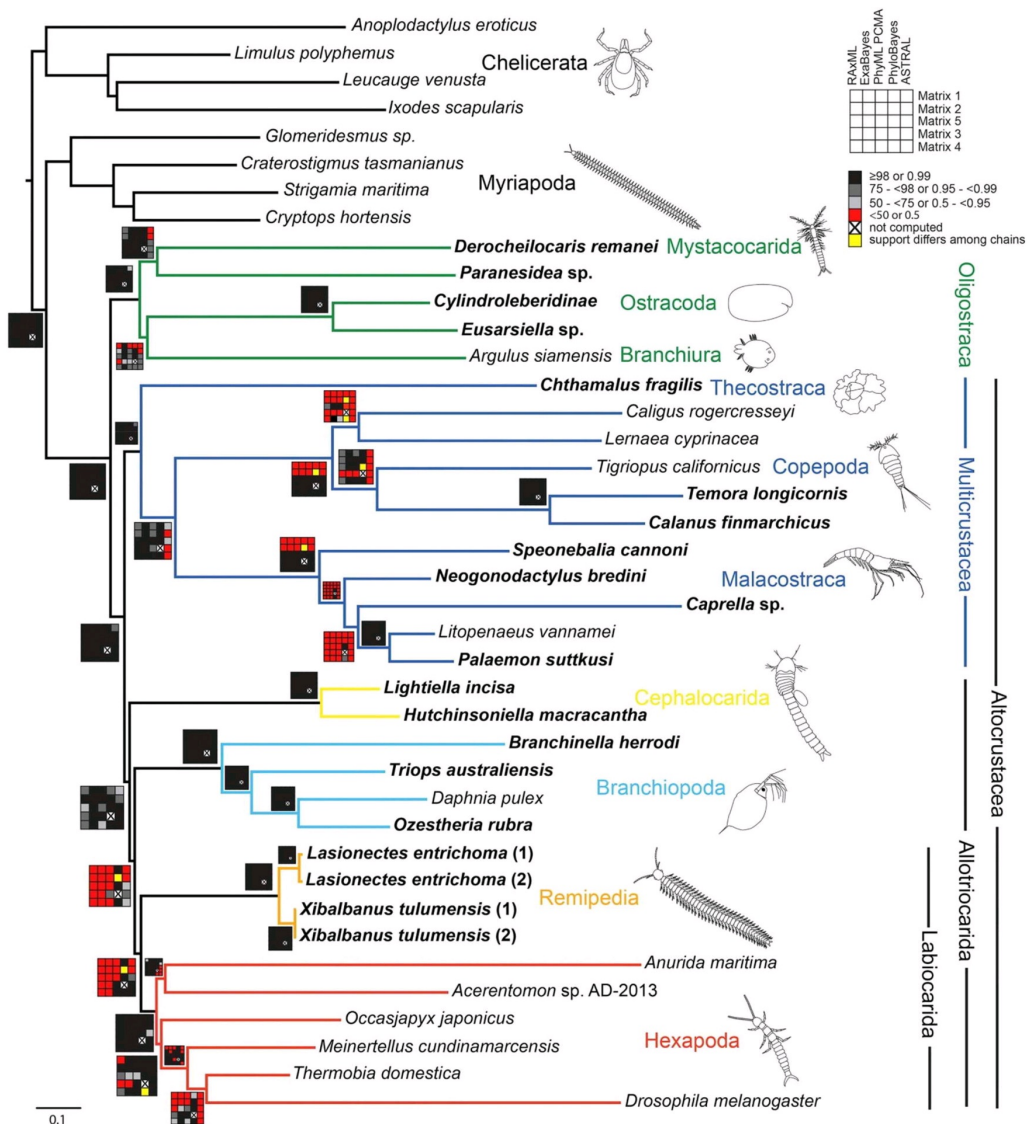 Anoplodactylus eroticus
Limulus polyphemus
Chelicerata
Leucauge venusta
Ixodes scapularis
Glomeridesmus sp.
Craterostigmus tasmanianus
Myriapoda
Strigamia maritima
Cryptops hortensis
Derocheilocaris remanei
Mystacocarida
Paranesidea sp.
Cylindroleberidinae
Ostracoda
Eusarsiella sp.
Argulus siamensis
Branchiura
Chthamalus fragilis
Thecostraca
Caligus rogercresseyi
Lernaea cyprinacea
Tigriopus californicus
Copepoda
Temora longicornis
Calanus finmarchicus
Speonebalia cannoni
Neogonodactylus bredini
Malacostraca
Caprella sp.
Litopenaeus vannamei
Palaemon suttkusi
Lightiella incisa
Cephalocarida
Hutchinsoniella macracantha
Branchinella herrodi
Triops australiensis
Branchiopoda
Daphnia pulex
Ozestheria rubra
Lasionectes entrichoma (1)
Lasionectes entrichoma (2)
Remipedia
Xibalbanus tulumensis (1)
Xibalbanus tulumensis (2)
Anurida maritima
Acerentomon sp. AD-2013
Occasjapyx japonicus
Hexapoda
Meinertellus cundinamarcensis
Thermobia domestica
Drosophila melanogaster
0.1
RAxML
ExaBayes
PhyML PCMA
PhyloBayes
ASTRAL
Matrix 1
Matrix 2
Matrix 5
Matrix 3
Matrix 4
≥98 or 0.99
75 - <98 or 0.95 - <0.99
50 - <75 or 0.5 - <0.95
<50 or 0.5
not computed
support differs among chains
Oligostraca
Multicrustacea
Altocrustacea
Allotriocarida
Labiocarida